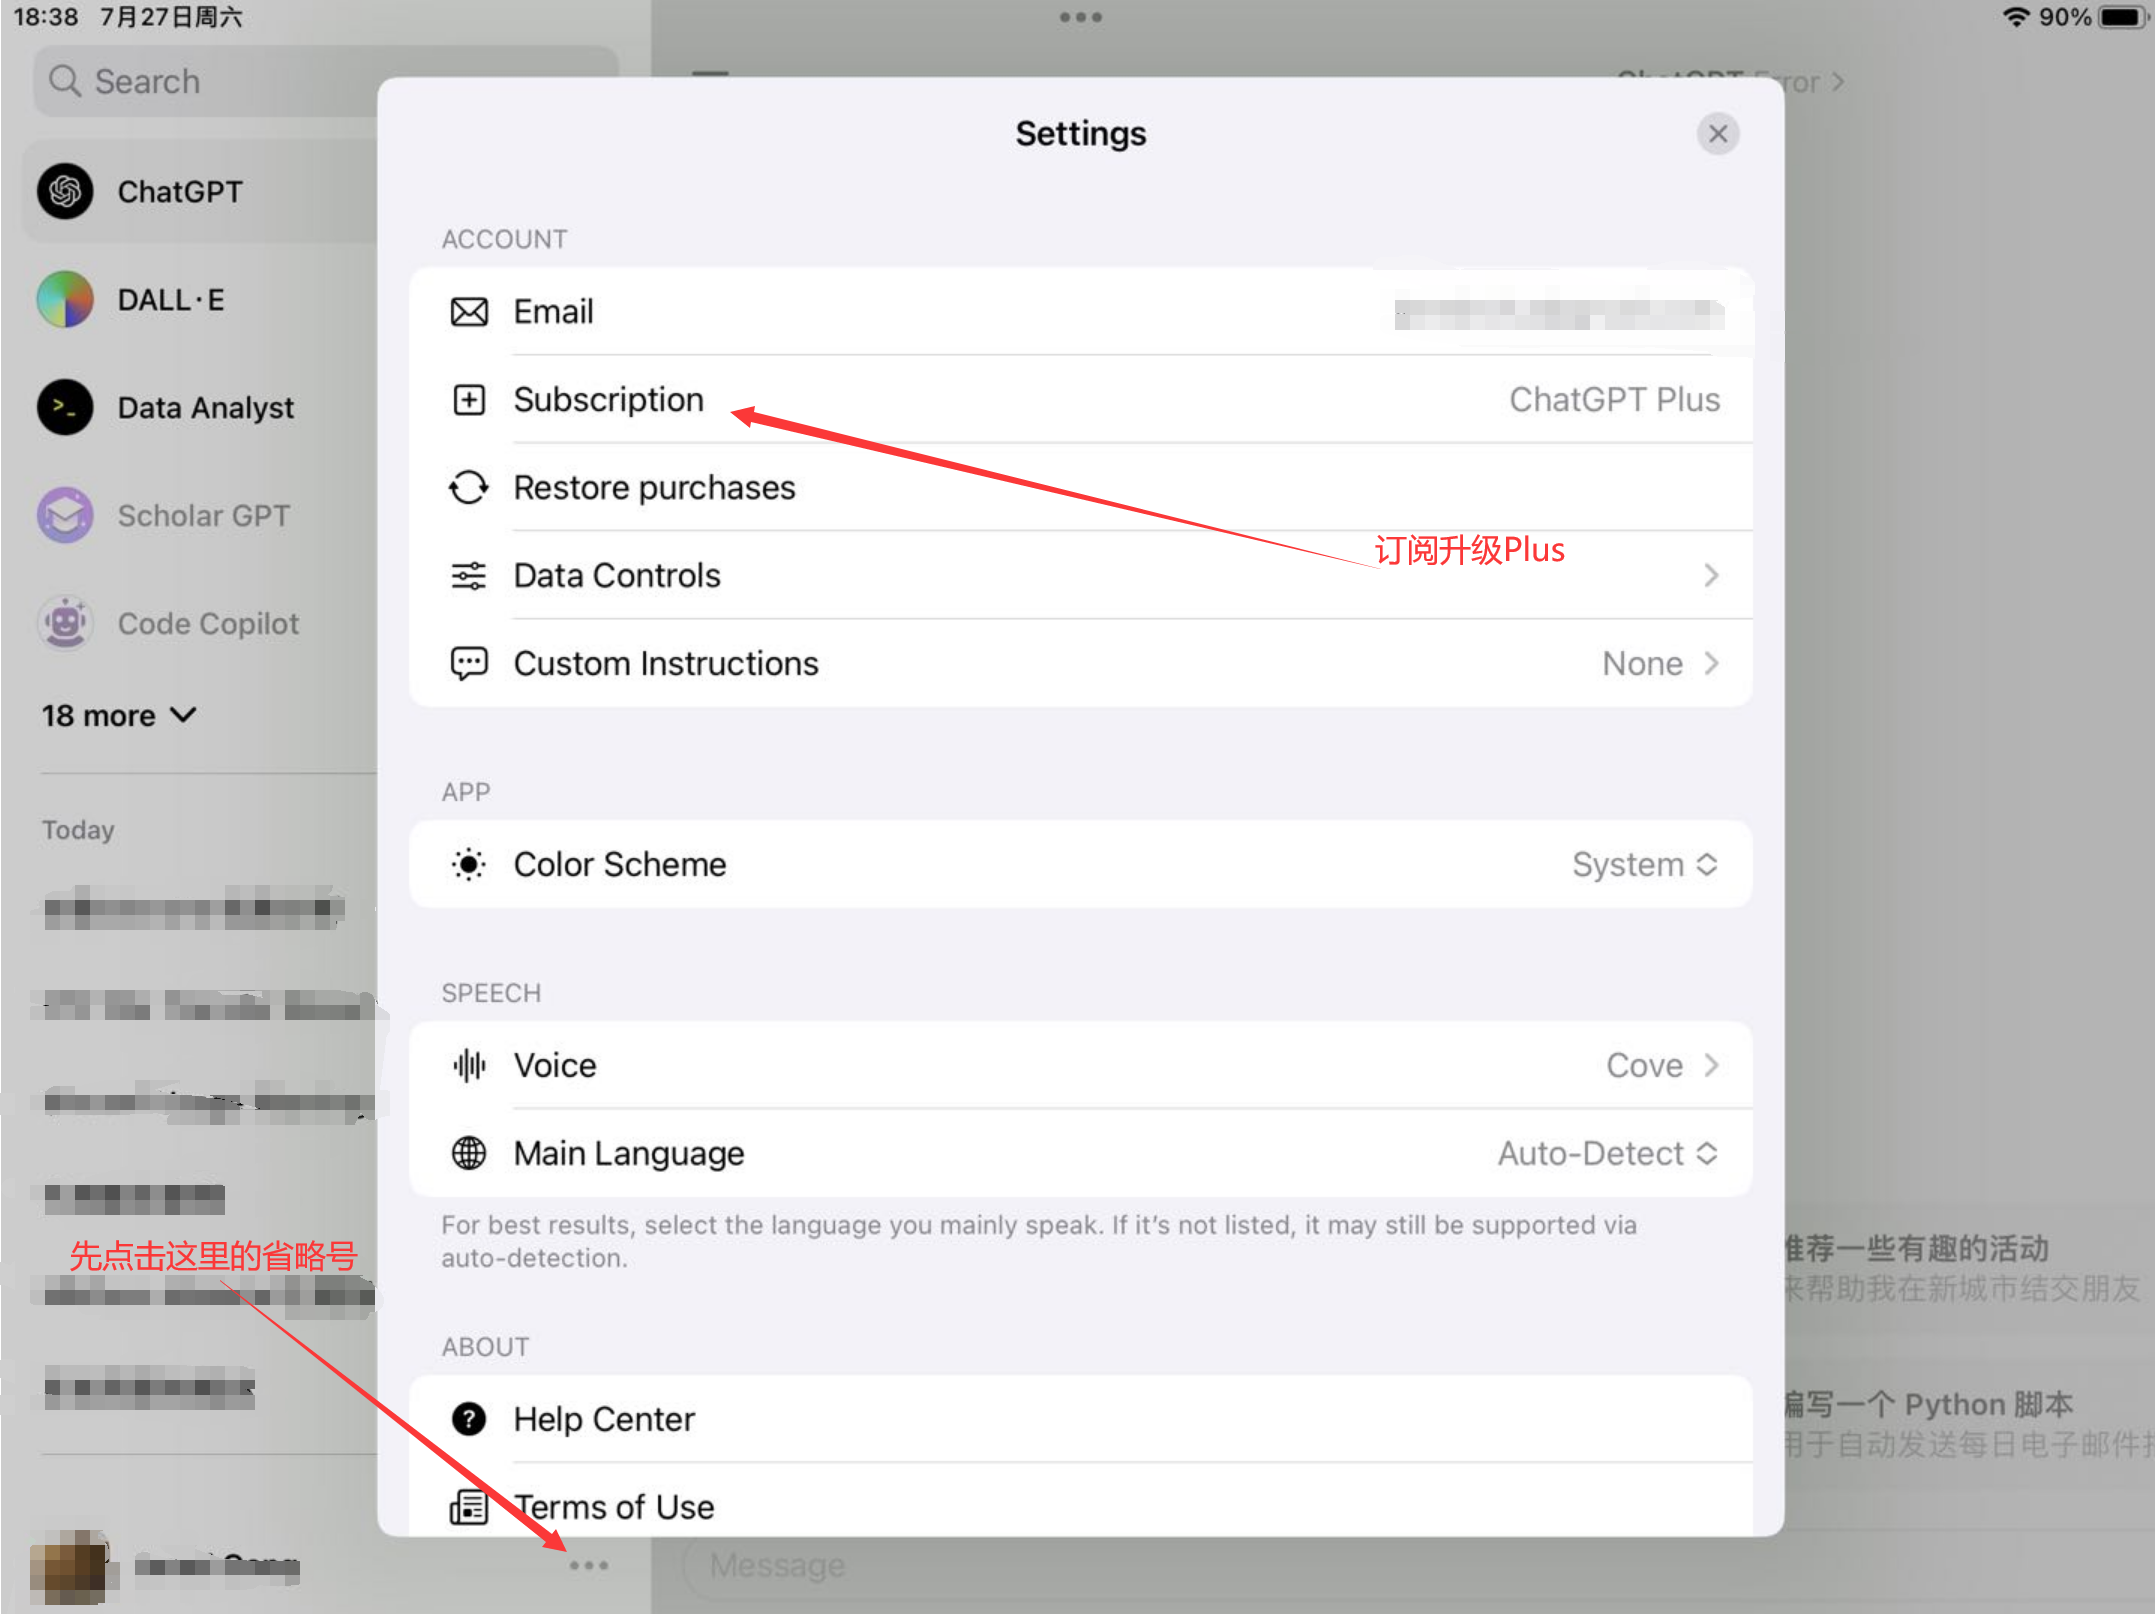 18:38 7月27日周六
90%
Search
ChatGPT
DALL·E
Data Analyst
Scholar GPT
Code Copilot
18 more
Today
先点击这里的省略号
Settings
ACCOUNT
Email
Subscription ChatGPT Plus
Restore purchases
订阅升级Plus
Data Controls
Custom Instructions None
APP
Color Scheme System
SPEECH
Voice Cove
Main Language Auto-Detect
For best results, select the language you mainly speak. If it's not listed, it may still be supported via
auto-detection.
ABOUT
Help Center
Terms of Use
推荐一些有趣的活动
来帮助我在新城市结交朋友
编写一个 Python 脚本
用于自动发送每日电子邮件
Message